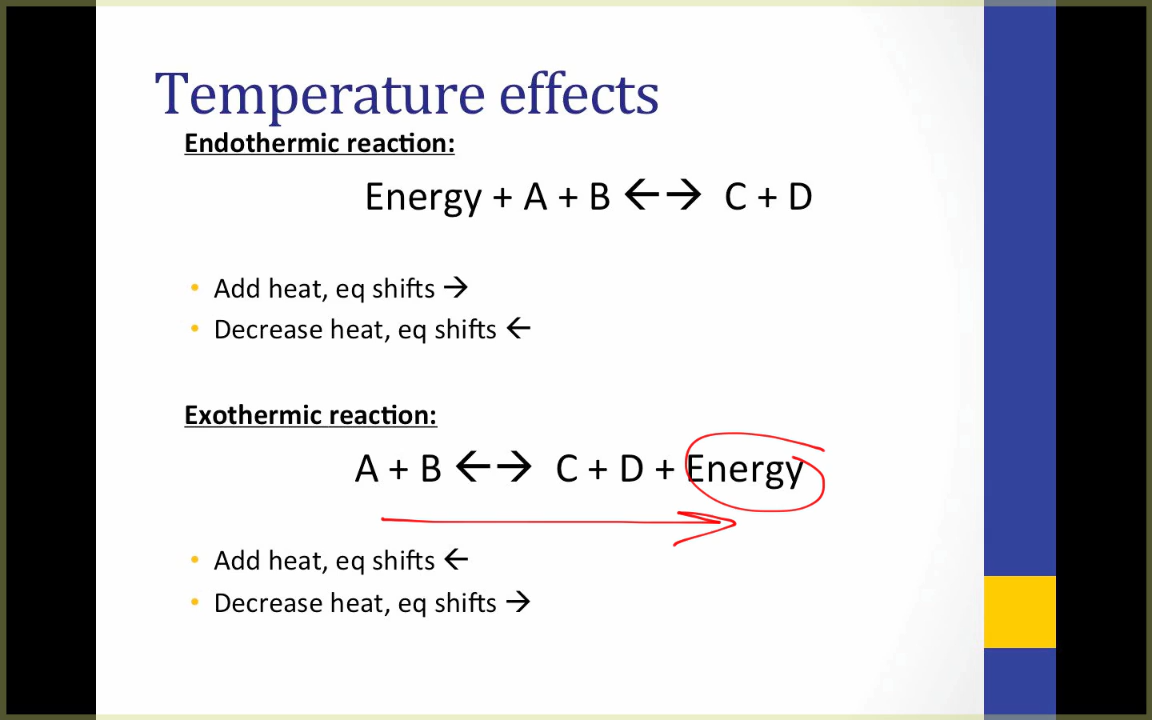 Temperature effects
Endothermic reaction:
Energy + A + B ←→ C + D
• Add heat, eq shifts →
• Decrease heat, eq shifts ←
Exothermic reaction:
A + B ←→ C + D + Energy
• Add heat, eq shifts ←
• Decrease heat, eq shifts →